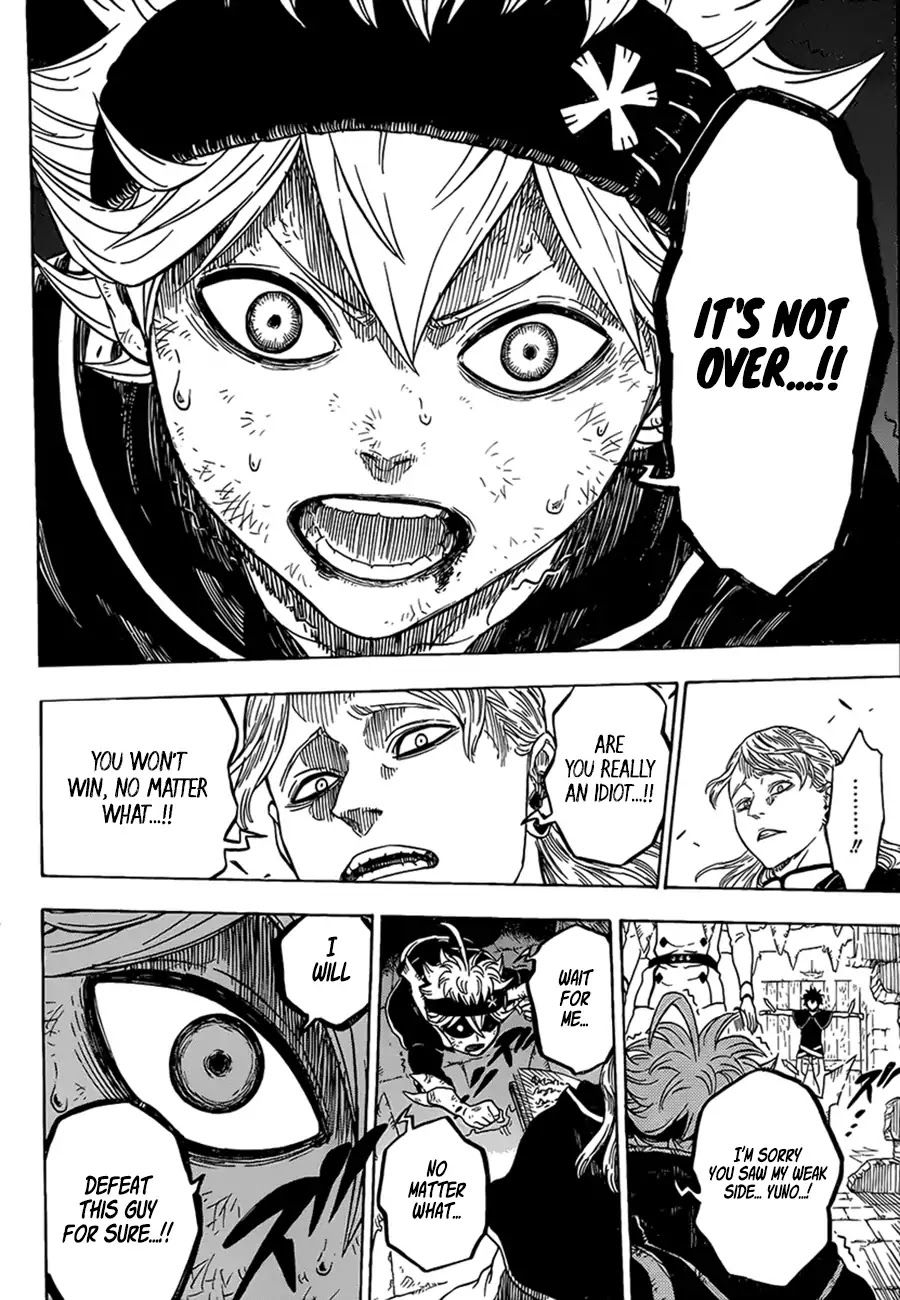 IT'S NOT
OVER....!!
........!!
ARE
YOU REALLY
AN IDIOT...!!
YOU WON'T
WIN, NO MATTER
WHAT...!!
I'M SORRY
YOU SAW MY WEAK
SIDE... YUNO...!
WAIT
FOR
ME...
NO
MATTER
WHAT...
I
WILL
DEFEAT
THIS GUY
FOR SURE...!!